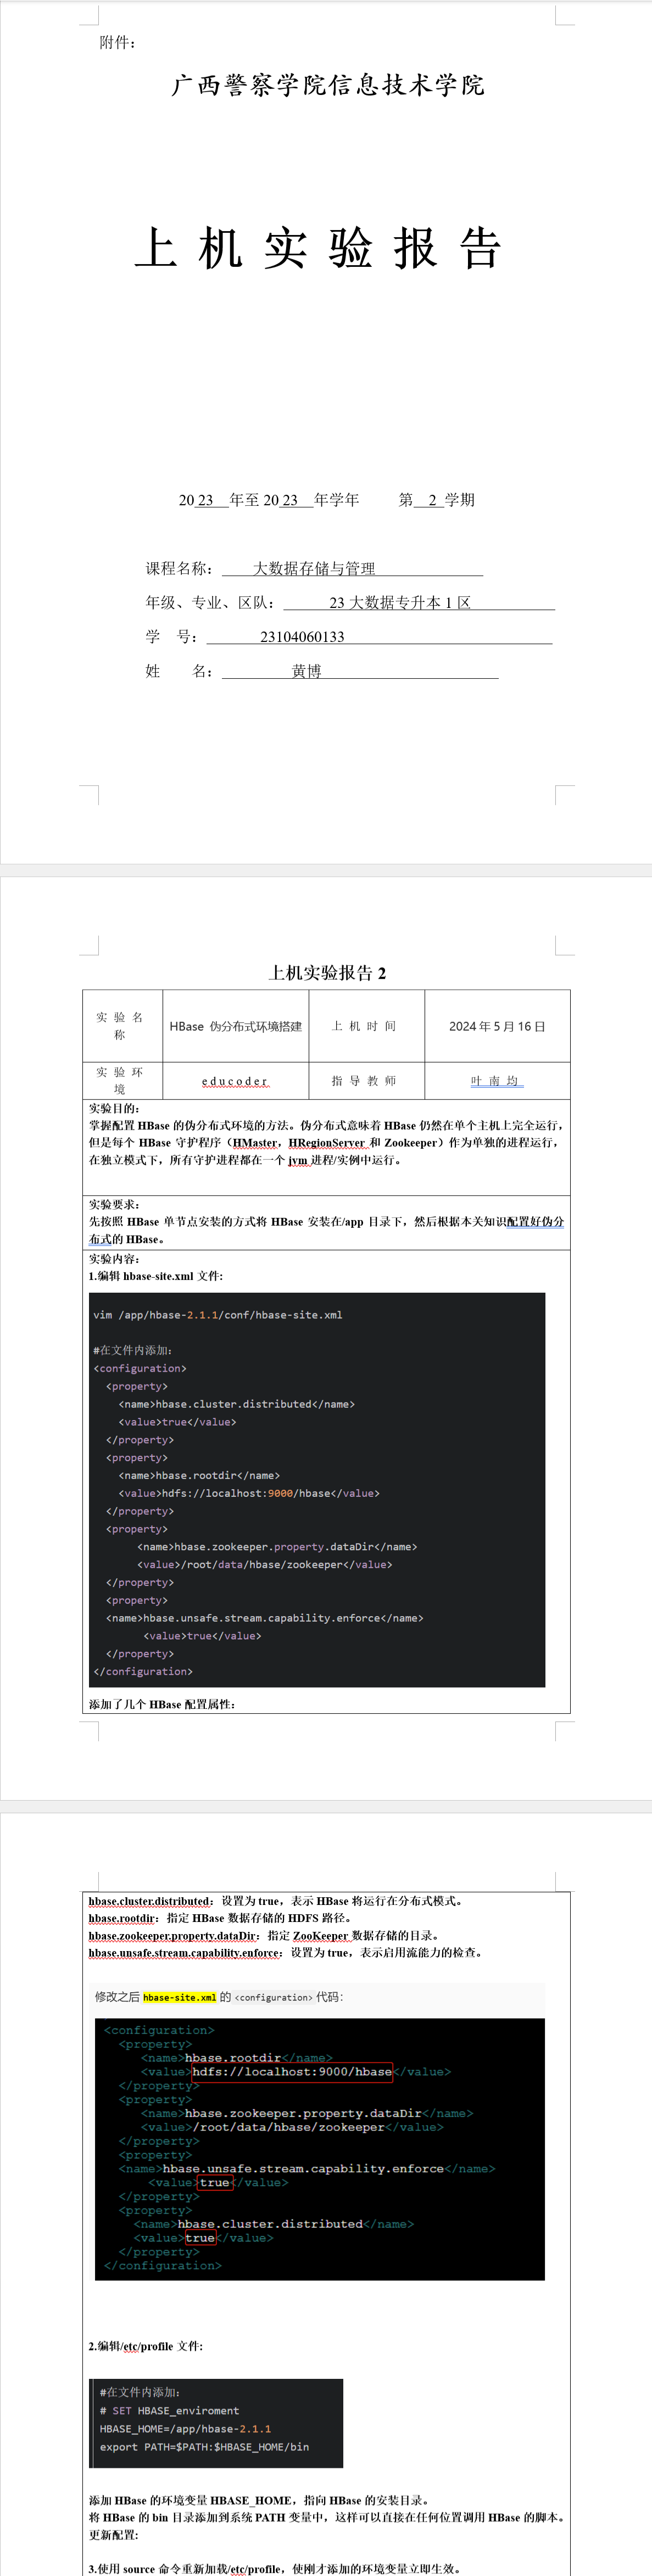 附件：
广西警察学院信息技术学院
上机实验报告
2023 年至 2023 年学年 第 2 学期
课程名称： 大数据存储与管理
年级、专业、区队： 23 大数据专升本 1 区
学 号： 23104060133
姓 名： 黄博
上机实验报告 2
实验名称 HBase 伪分布式环境搭建 上机时间 2024 年 5 月 16 日
实验环境 educoder 指导教师 叶南均
实验目的：
掌握配置 HBase 的伪分布式环境的方法。伪分布式意味着 HBase 仍然在单个主机上完全运行，
但是每个 HBase 守护程序（HMaster，HRegionServer 和 Zookeeper）作为单独的进程运行，
在独立模式下，所有守护进程都在一个 jvm 进程/实例中运行。
实验要求：
先按照 HBase 单节点安装的方式将 HBase 安装在/app 目录下，然后根据本关知识配置好伪分
布式的 HBase。
实验内容：
1.编辑 hbase-site.xml 文件:
vim /app/hbase-2.1.1/conf/hbase-site.xml
#在文件内添加：
<configuration>
<property>
<name>hbase.cluster.distributed</name>
<value>true</value>
</property>
<property>
<name>hbase.rootdir</name>
<value>hdfs://localhost:9000/hbase</value>
</property>
<property>
<name>hbase.zookeeper.property.dataDir</name>
<value>/root/data/hbase/zookeeper</value>
</property>
<property>
<name>hbase.unsafe.stream.capability.enforce</name>
<value>true</value>
</property>
</configuration>
添加了几个 HBase 配置属性：
hbase.cluster.distributed：设置为 true，表示 HBase 将运行在分布式模式。
hbase.rootdir：指定 HBase 数据存储的 HDFS 路径。
hbase.zookeeper.property.dataDir：指定 ZooKeeper 数据存储的目录。
hbase.unsafe.stream.capability.enforce：设置为 true，表示启用流能力的检查。
修改之后 hbase-site.xml 的 <configuration> 代码：
<configuration>
<property>
<name>hbase.rootdir</name>
<value>hdfs://localhost:9000/hbase</value>
</property>
<property>
<name>hbase.zookeeper.property.dataDir</name>
<value>/root/data/hbase/zookeeper</value>
</property>
<property>
<name>hbase.unsafe.stream.capability.enforce</name>
<value>true</value>
</property>
<property>
<name>hbase.cluster.distributed</name>
<value>true</value>
</property>
</configuration>
2.编辑/etc/profile 文件:
#在文件内添加：
# SET HBASE_enviroment
HBASE_HOME=/app/hbase-2.1.1
export PATH=$PATH:$HBASE_HOME/bin
添加 HBase 的环境变量 HBASE_HOME，指向 HBase 的安装目录。
将 HBase 的 bin 目录添加到系统 PATH 变量中，这样可以直接在任何位置调用 HBase 的脚本。
更新配置:
3.使用 source 命令重新加载/etc/profile，使刚才添加的环境变量立即生效。